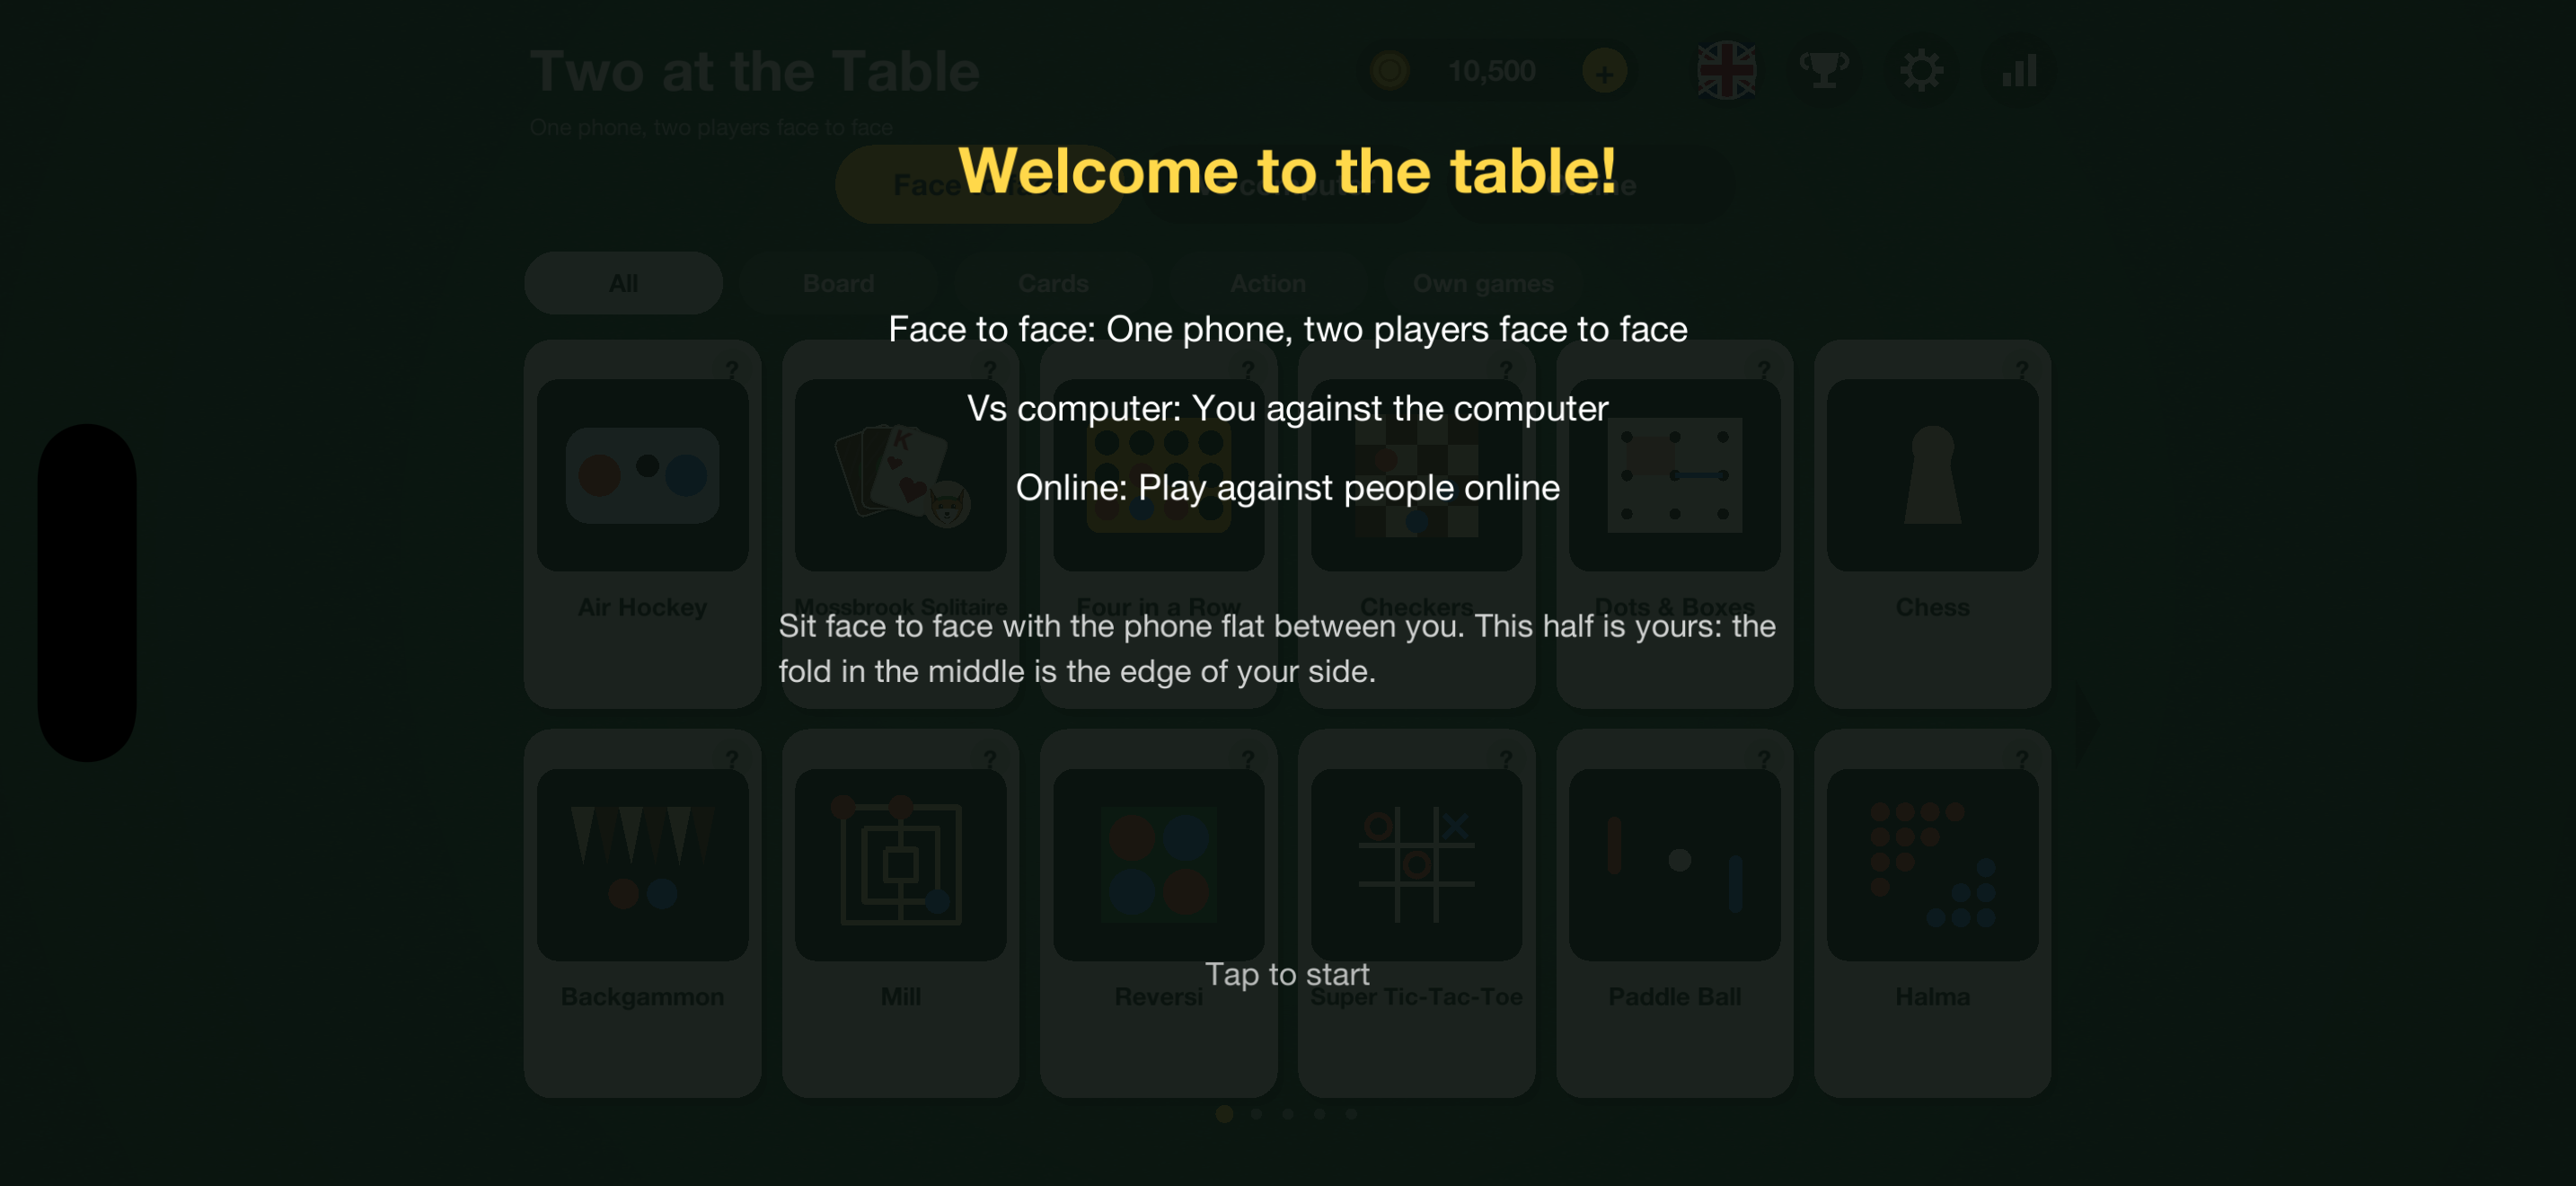 Two at the Table
10,500
+
One phone, two players face to face
Welcome to the table!
All
Board
Cards
Action
Own games
Face to face: One phone, two players face to face
Vs computer: You against the computer
Online: Play against people online
? ? ? ? ? ?
K
Air Hockey
Mossbrook Solitaire
Four in a Row
Checkers
Dots & Boxes
Chess
Sit face to face with the phone flat between you. This half is yours: the
fold in the middle is the edge of your side.
? ? ? ? ? ?
Tap to start
Backgammon
Mill
Reversi
Super Tic-Tac-Toe
Paddle Ball
Halma